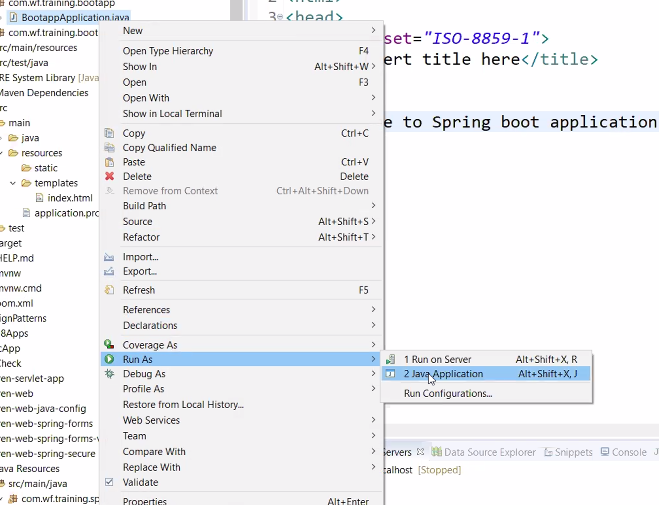 com.wf.training.bootapp
BootappApplication.java
com.wf.training.boot
rc/main/resources
rc/test/java
RE System Library [Java
Maven Dependencies
rc
main
java
resources
static
templates
index.html
application.pro
test
arget
HELP.md
mvnw
mvnw.cmd
pom.xml
ignPatterns
8Apps
cApp
Check
en-servlet-app
en-web
en-web-java-config
en-web-spring-forms
en-web-spring-forms-v
en-web-spring-secure
ava Resources
src/main/java
com.wf.training.sp
New
Open Type Hierarchy F4
Show In Alt+Shift+W
Open F3
Open With
Show in Local Terminal
Copy Ctrl+C
Copy Qualified Name
Paste Ctrl+V
Delete Delete
Remove from Context Ctrl+Alt+Shift+Down
Build Path
Source Alt+Shift+S
Refactor Alt+Shift+T
Import...
Export...
Refresh F5
References
Declarations
Coverage As
Run As
Debug As
Profile As
Restore from Local History...
Web Services
Team
Compare With
Replace With
Validate
Properties Alt+Enter
1 Run on Server Alt+Shift+X, R
2 Java Application Alt+Shift+X, J
Run Configurations...
3 <head>
set="ISO-8859-1">
ert title here</title>
e to Spring boot application
Servers Data Source Explorer Snippets Console
calhost [Stopped]